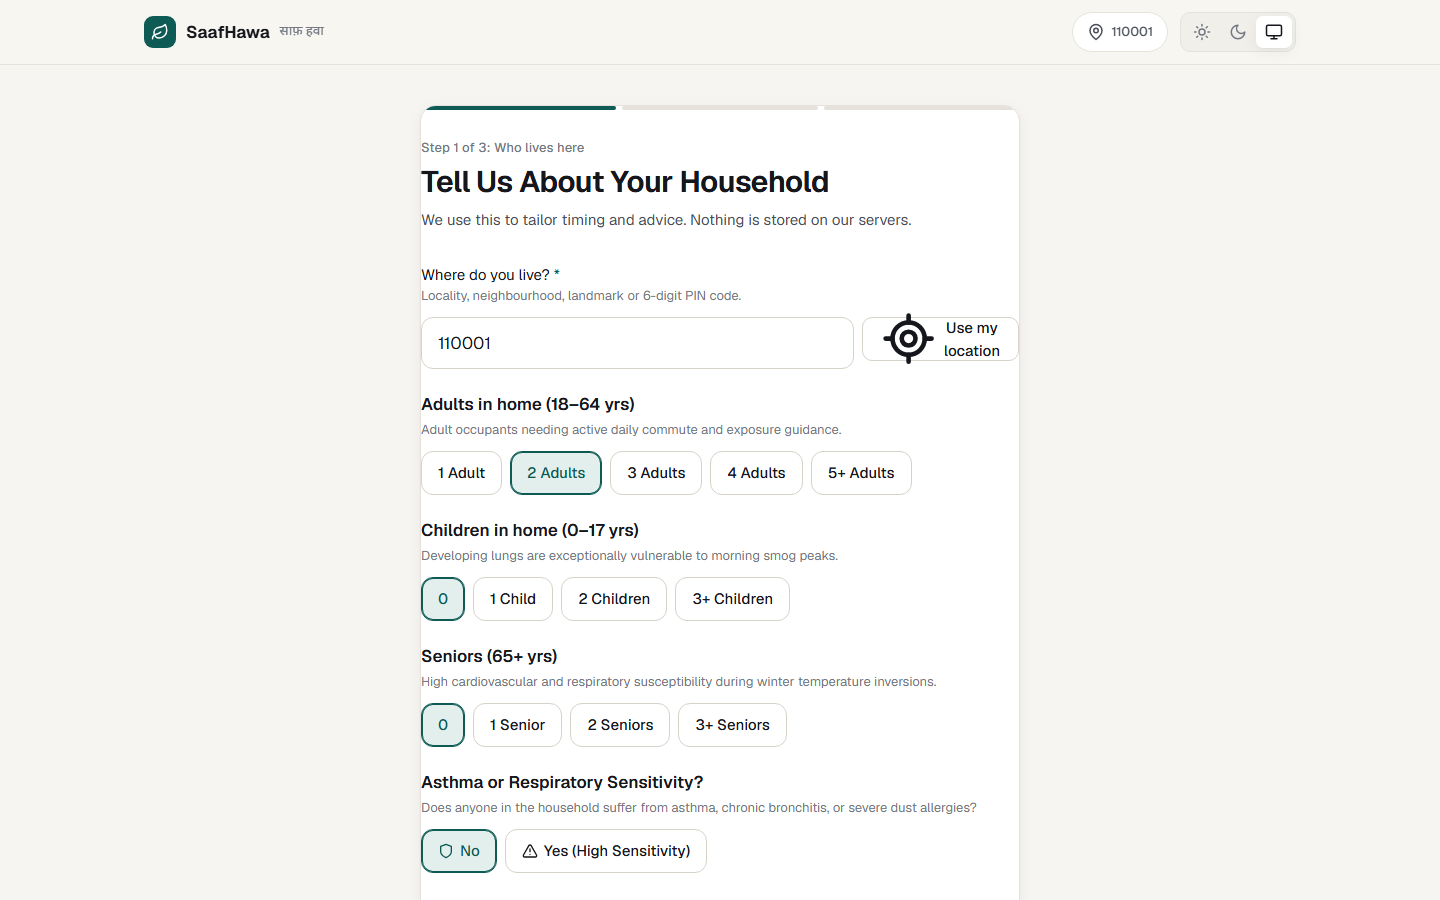 SaafHawa साफ़ हवा
110001
Step 1 of 3: Who lives here
Tell Us About Your Household
We use this to tailor timing and advice. Nothing is stored on our servers.
Where do you live? *
Locality, neighbourhood, landmark or 6-digit PIN code.
110001
Use my
location
Adults in home (18–64 yrs)
Adult occupants needing active daily commute and exposure guidance.
1 Adult 2 Adults 3 Adults 4 Adults 5+ Adults
Children in home (0–17 yrs)
Developing lungs are exceptionally vulnerable to morning smog peaks.
0 1 Child 2 Children 3+ Children
Seniors (65+ yrs)
High cardiovascular and respiratory susceptibility during winter temperature inversions.
0 1 Senior 2 Seniors 3+ Seniors
Asthma or Respiratory Sensitivity?
Does anyone in the household suffer from asthma, chronic bronchitis, or severe dust allergies?
No Yes (High Sensitivity)